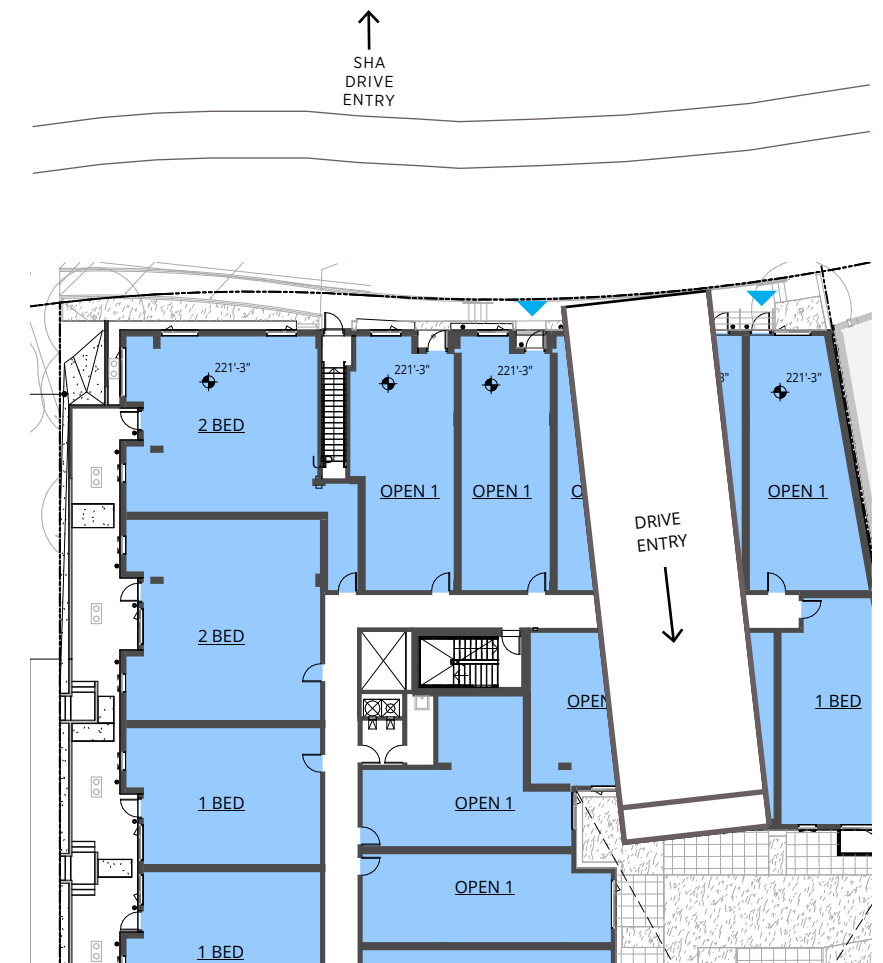 SHA
DRIVE
ENTRY
221'-3"
2 BED
221'-3"
OPEN 1
221'-3"
OPEN 1
221'-3"
OPEN 1
UP
DRIVE
ENTRY
2 BED
OPEN
1 BED
1 BED
OPEN 1
OPEN 1
1 BED